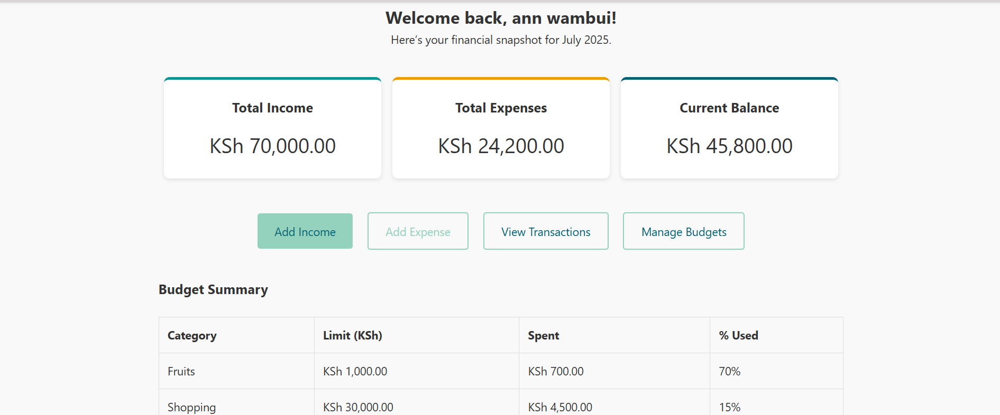 Welcome back, ann wambui!
Here’s your financial snapshot for July 2025.
Total Income
KSh 70,000.00
Total Expenses
KSh 24,200.00
Current Balance
KSh 45,800.00
Add Income
Add Expense
View Transactions
Manage Budgets
Budget Summary
Category Limit (KSh) Spent % Used
Fruits KSh 1,000.00 KSh 700.00 70%
Shopping KSh 30,000.00 KSh 4,500.00 15%